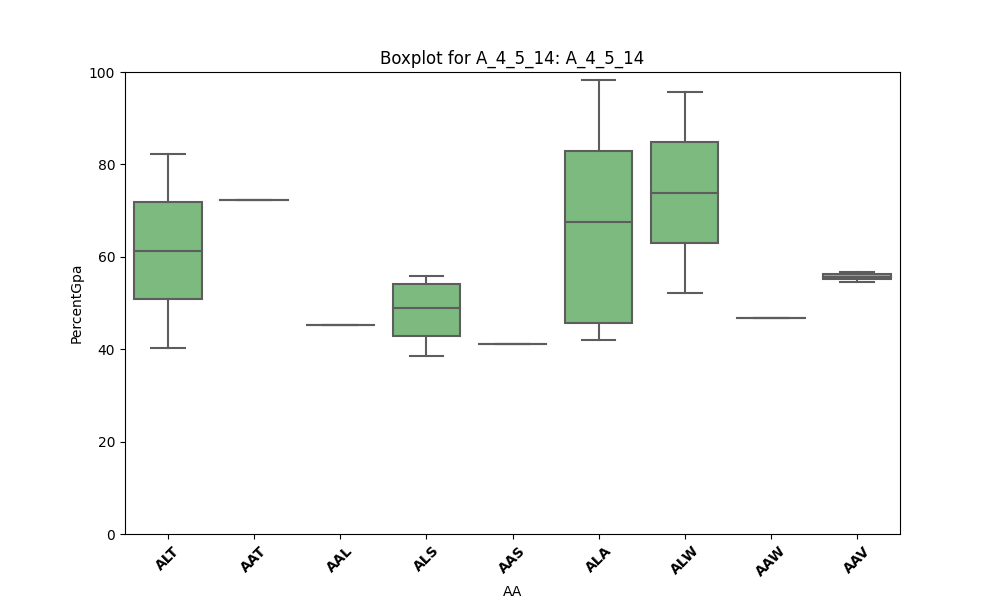 Boxplot for A_4_5_14: A_4_5_14
100
80
60
40
20
0
PercentGpa
ALT
AAT
AAL
ALS
AAS
ALA
ALW
AAW
AAV
AA